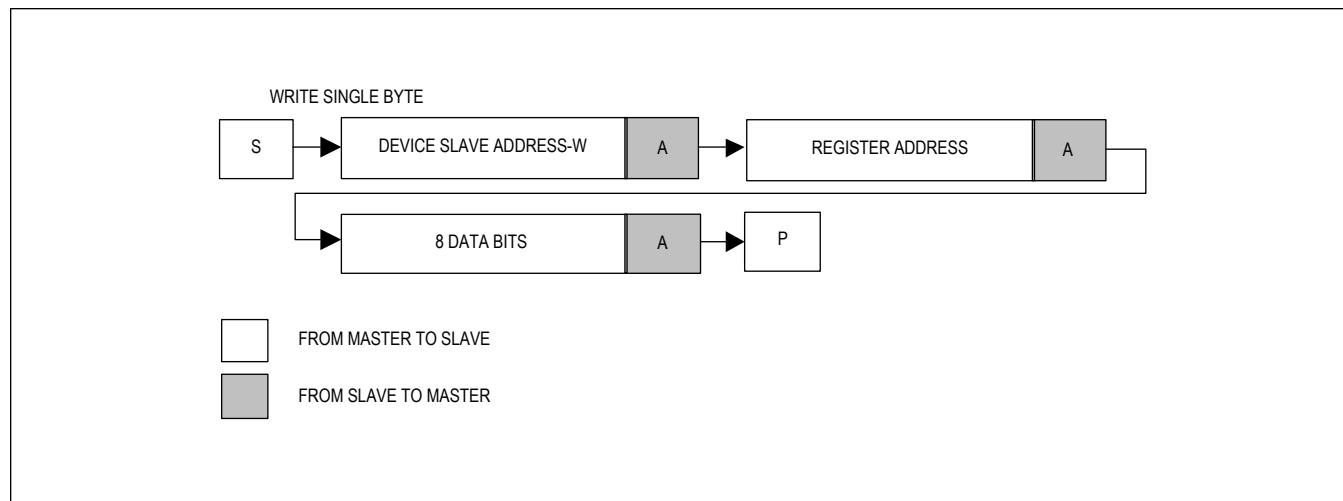 WRITE SINGLE BYTE
S DEVICE SLAVE ADDRESS-W A REGISTER ADDRESS A
8 DATA BITS A P
FROM MASTER TO SLAVE
FROM SLAVE TO MASTER